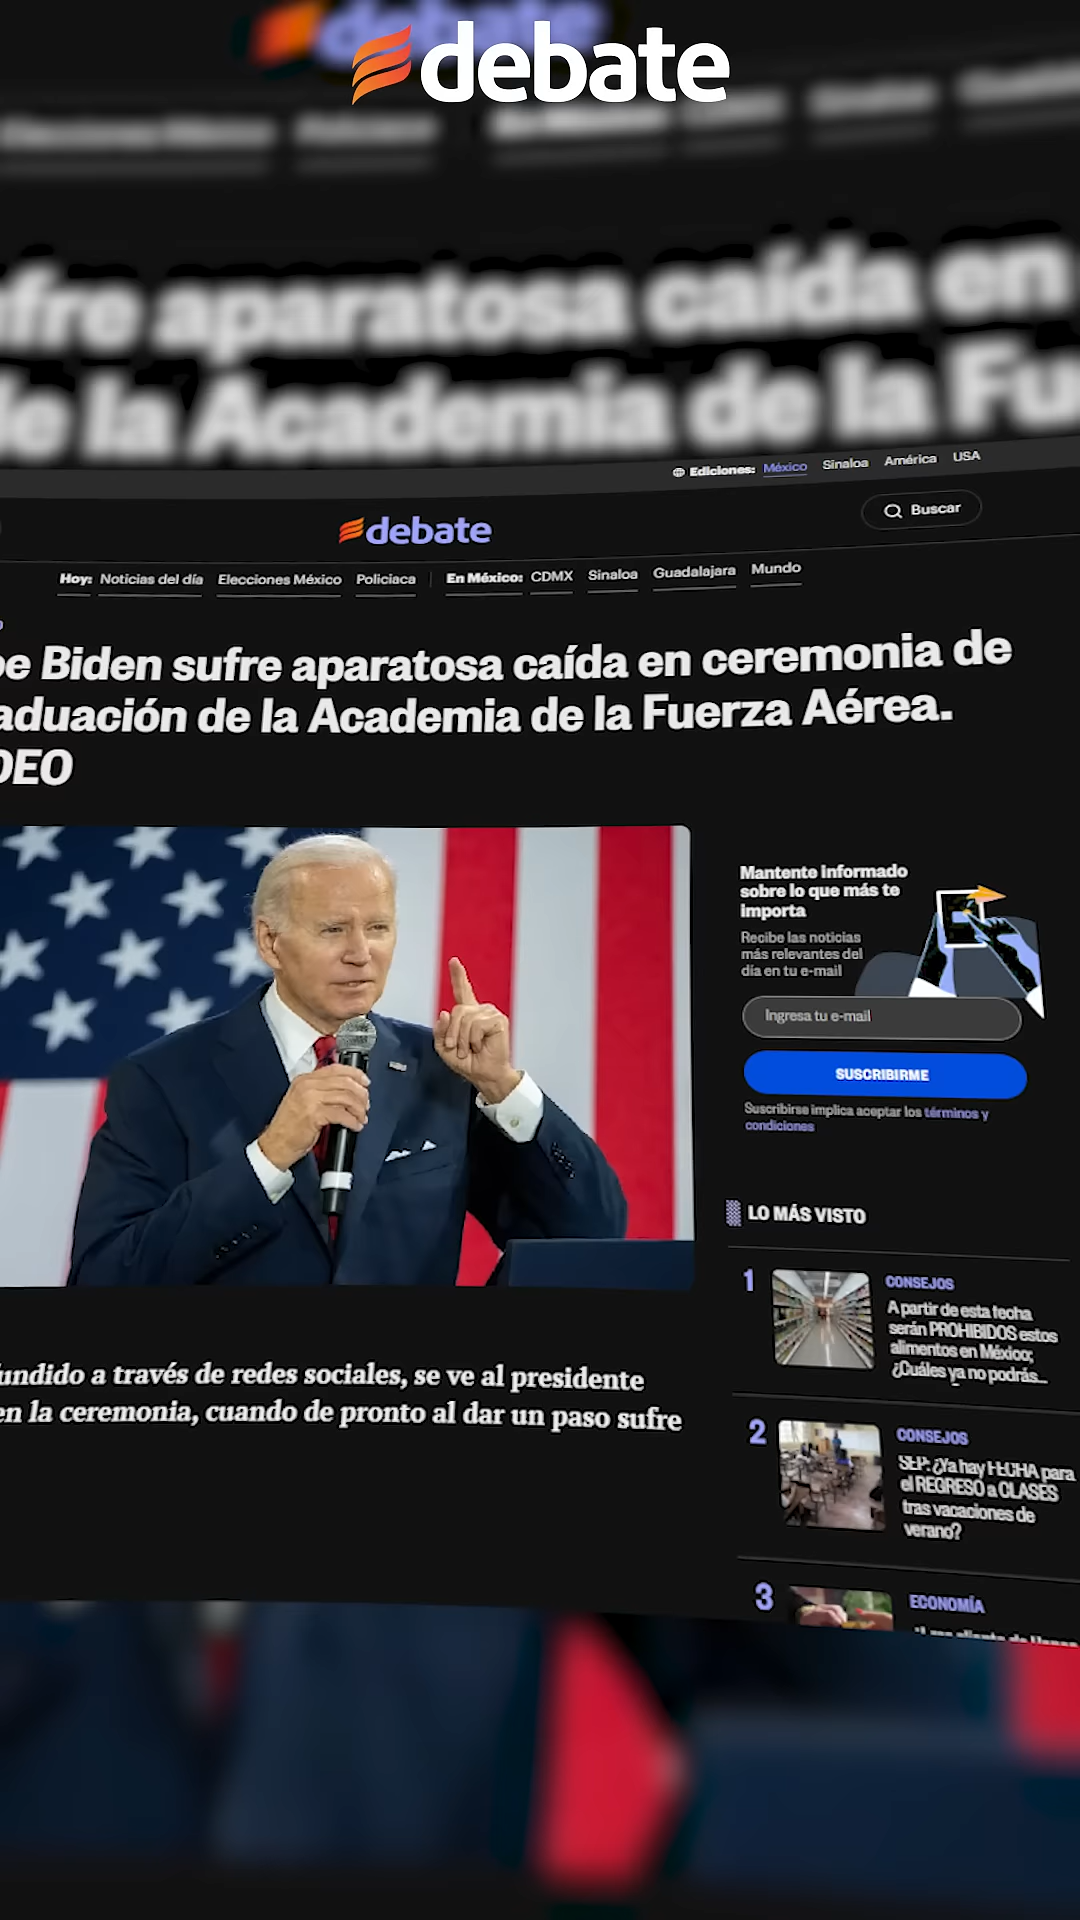 debate
debate
aparatosa caída en
de la Academia de la Fu
Ediciones: México Sinaloa América USA
debate
Buscar
Hoy: Noticias del día Elecciones México Policiaca En México: CDMX Sinaloa Guadalajara Mundo
Biden sufre aparatosa caída en ceremonia de
aduación de la Academia de la Fuerza Aérea.
DEO
Mantente informado
sobre lo que más te
importa
Recibe las noticias
más relevantes del
día en tu e-mail
Ingresa tu e-mail
SUSCRIBIRME
Suscribirse implica aceptar los términos y
condiciones
LO MÁS VISTO
1
CONSEJOS
A partir de esta fecha
serán PROHIBIDOS estos
alimentos en México;
¿Cuáles ya no podrás...
undido a través de redes sociales, se ve al presidente
en la ceremonia, cuando de pronto al dar un paso sufre
2
CONSEJOS
SEP: ¿Ya hay FECHA para
el REGRESO a CLASES
tras vacaciones de
verano?
3
ECONOMÍA